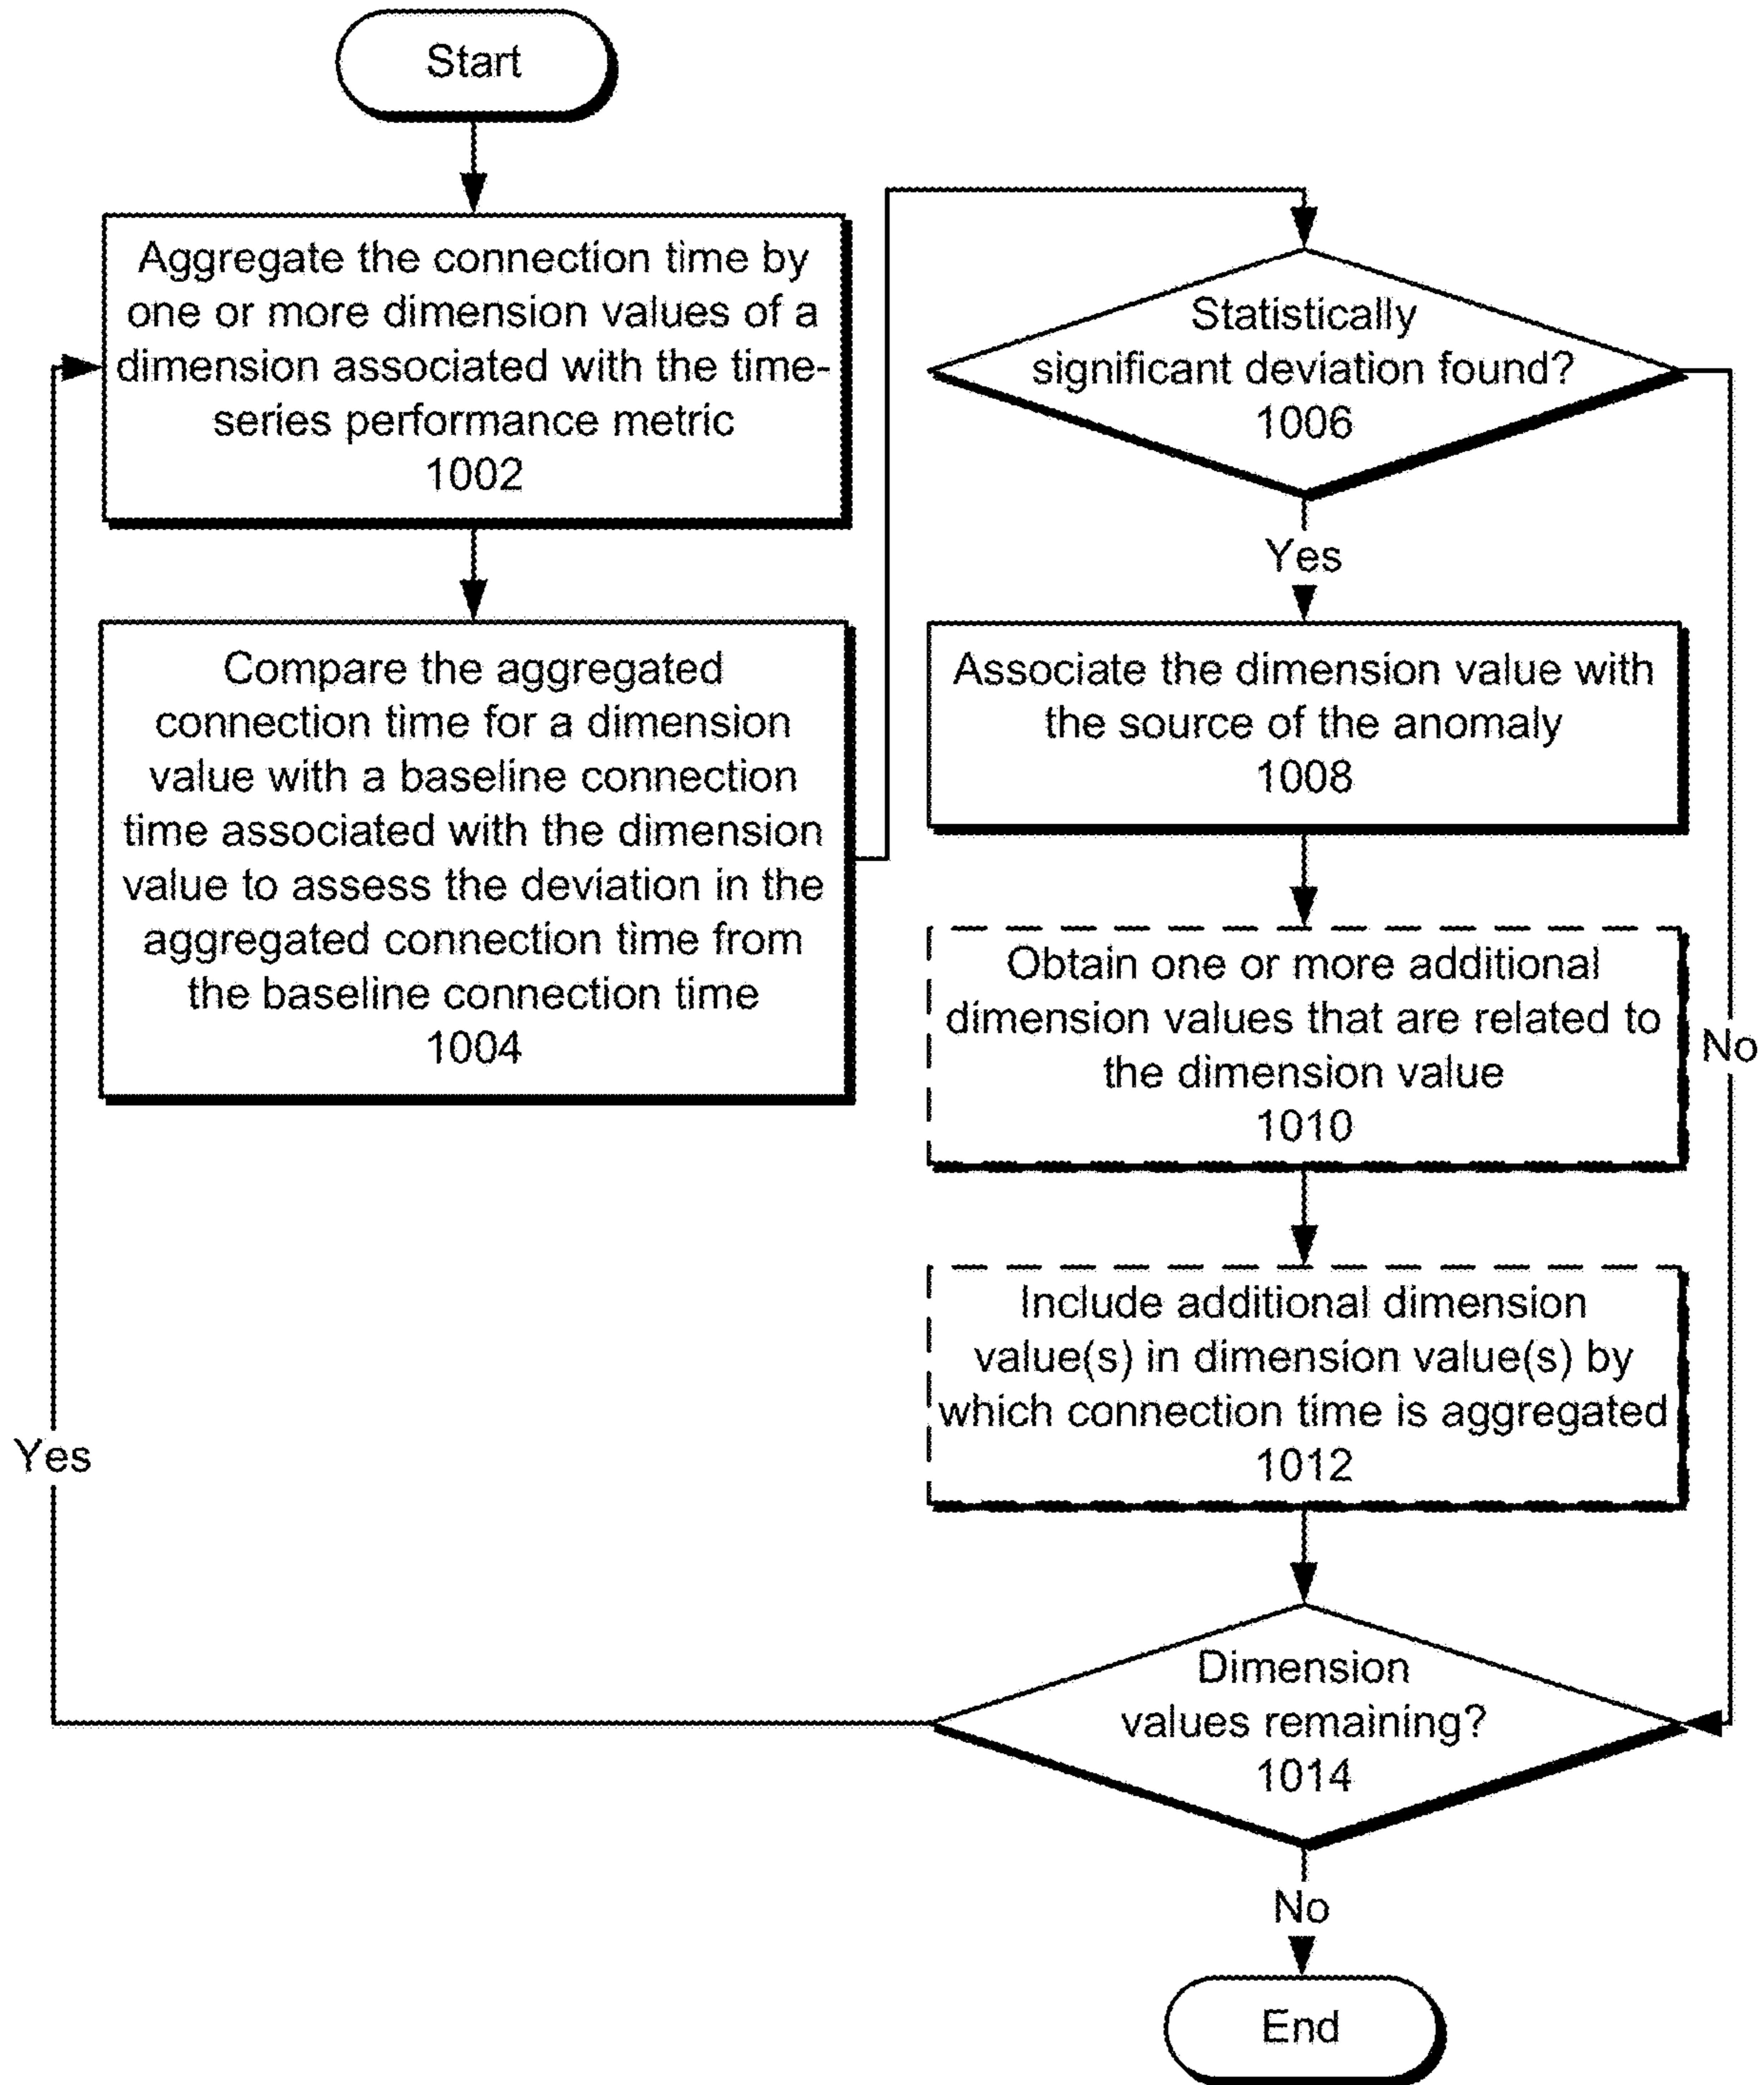 Start
Aggregate the connection time by
one or more dimension values of a
dimension associated with the time-
series performance metric
1002
Compare the aggregated
connection time for a dimension
value with a baseline connection
time associated with the dimension
value to assess the deviation in the
aggregated connection time from
the baseline connection time
1004
Statistically
significant deviation found?
1006
Yes
Associate the dimension value with
the source of the anomaly
1008
Obtain one or more additional
dimension values that are related to
the dimension value
1010
No
Include additional dimension
value(s) in dimension value(s) by
which connection time is aggregated
1012
Yes
Dimension
values remaining?
1014
No
End